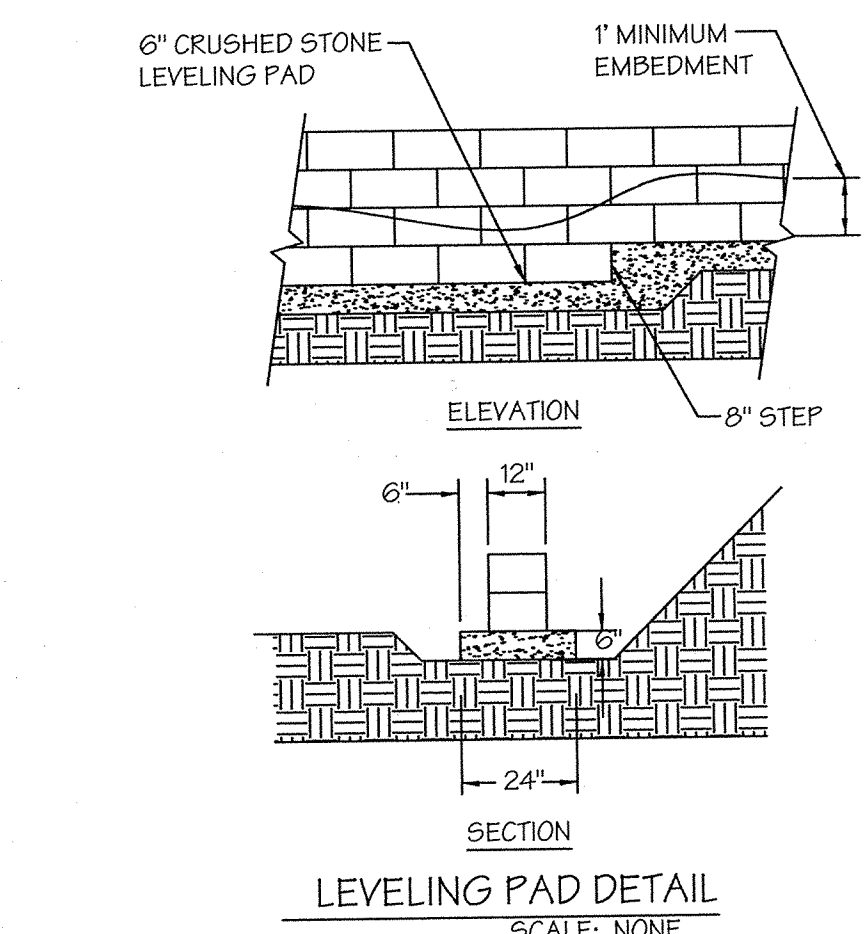 6" CRUSHED STONE
LEVELING PAD
1' MINIMUM
EMBEDMENT
ELEVATION
8" STEP
6"
12"
6"
24"
SECTION
LEVELING PAD DETAIL
SCALE: NONE